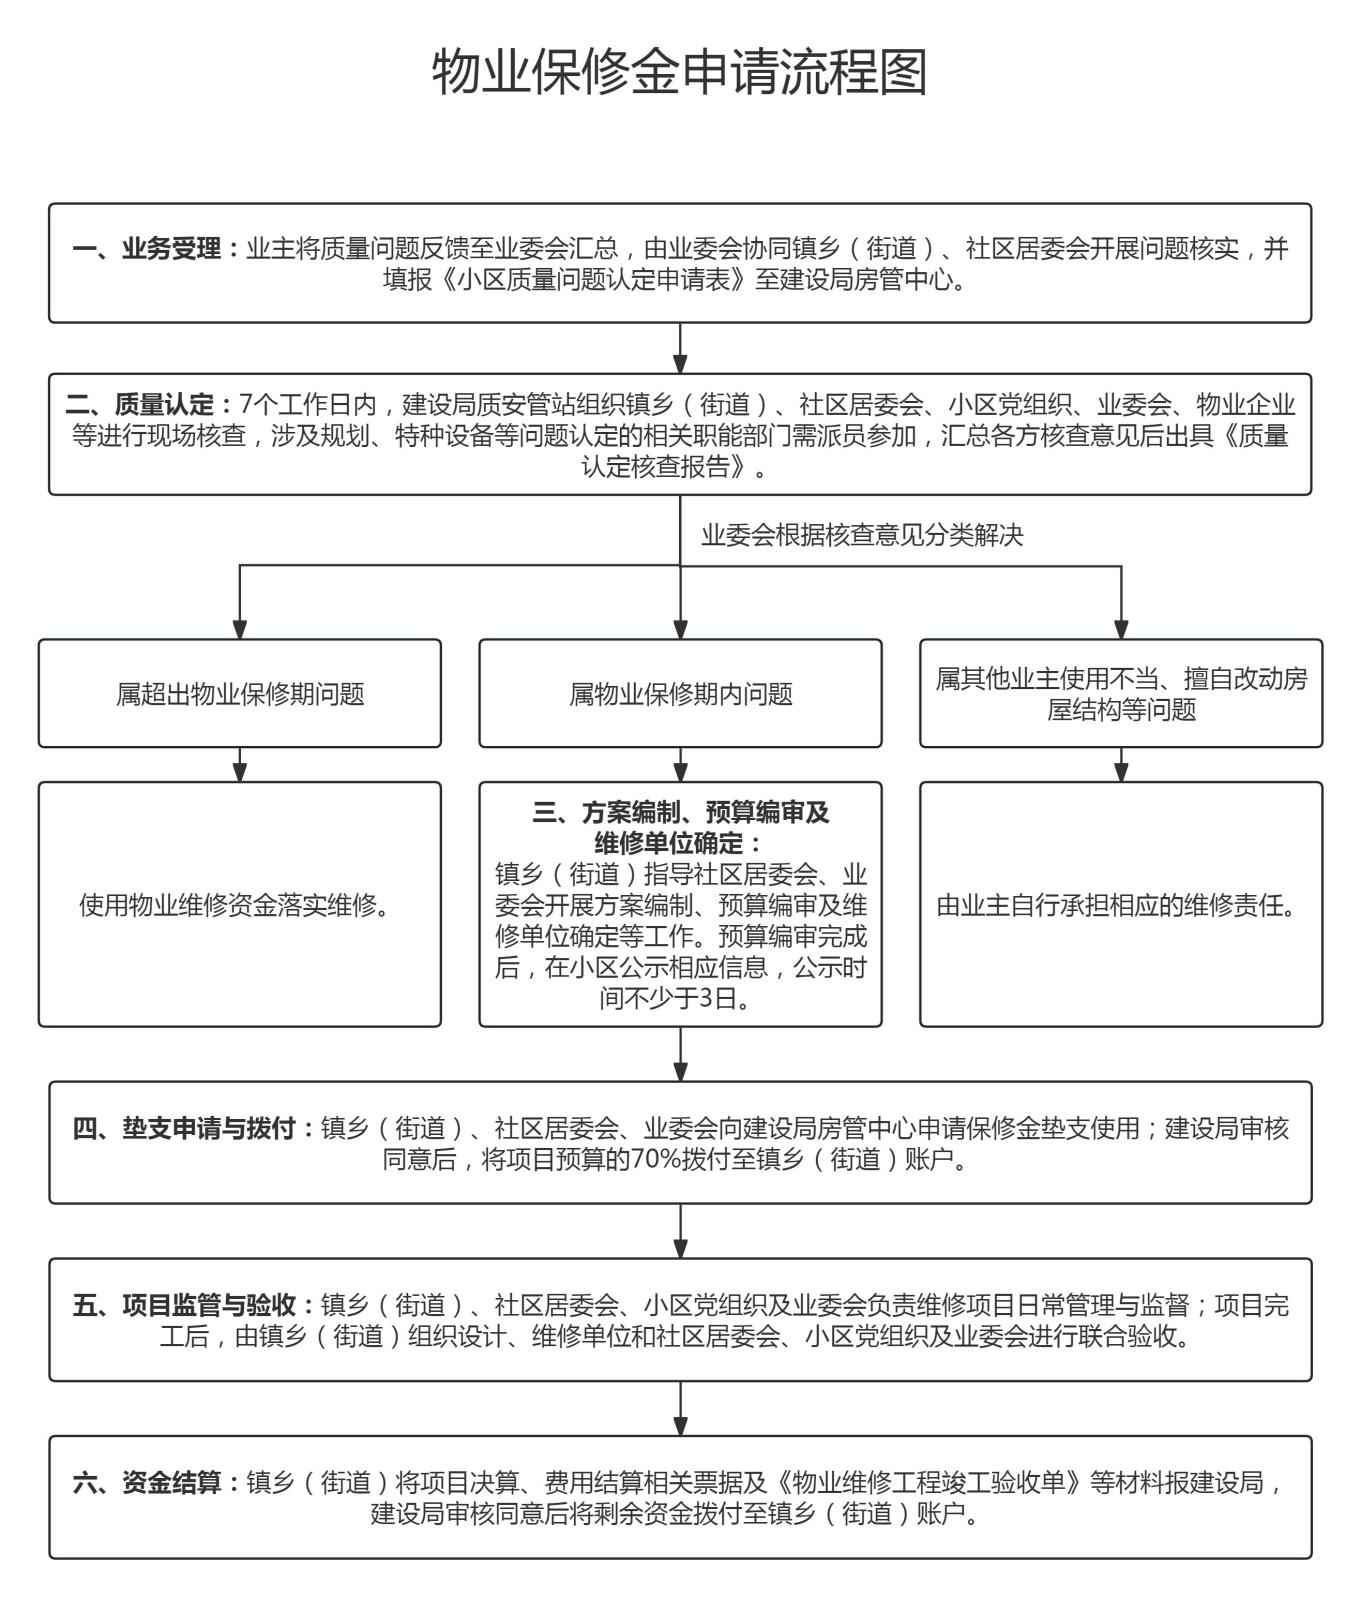 物业保修金申请流程图
一、业务受理：业主将质量问题反馈至业委会汇总，由业委会协同镇乡（街道）、社区居委会开展问题核实，并
填报《小区质量问题认定申请表》至建设局房管中心。
二、质量认定：7个工作日内，建设局质安管站组织镇乡（街道）、社区居委会、小区党组织、业委会、物业企业
等进行现场核查，涉及规划、特种设备等问题认定的相关职能部门需派员参加，汇总各方核查意见后出具《质量
认定核查报告》。
业委会根据核查意见分类解决
属超出物业保修期问题
属物业保修期内问题
属其他业主使用不当、擅自改动房
屋结构等问题
使用物业维修资金落实维修。
三、方案编制、预算编审及
维修单位确定：
镇乡（街道）指导社区居委会、业
委会开展方案编制、预算编审及维
修单位确定等工作。预算编审完成
后，在小区公示相应信息，公示时
间不少于3日。
由业主自行承担相应的维修责任。
四、垫支申请与拨付：镇乡（街道）、社区居委会、业委会向建设局房管中心申请保修金垫支使用；建设局审核
同意后，将项目预算的70%拨付至镇乡（街道）账户。
五、项目监管与验收：镇乡（街道）、社区居委会、小区党组织及业委会负责维修项目日常管理与监督；项目完
工后，由镇乡（街道）组织设计、维修单位和社区居委会、小区党组织及业委会进行联合验收。
六、资金结算：镇乡（街道）将项目决算、费用结算相关票据及《物业维修工程竣工验收单》等材料报建设局，
建设局审核同意后将剩余资金拨付至镇乡（街道）账户。